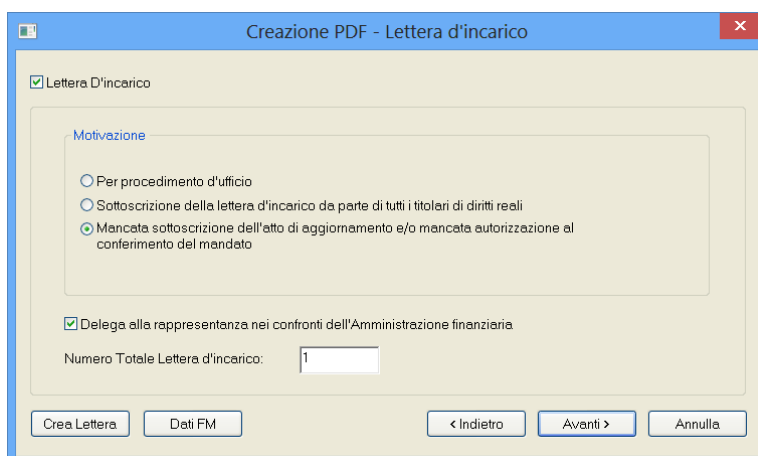 Creazione PDF - Lettera d'incarico
Lettera D'incarico
Motivazione
Per procedimento d'ufficio
Sottoscrizione della lettera d'incarico da parte di tutti i titolari di diritti reali
Mancata sottoscrizione dell'atto di aggiornamento e/o mancata autorizzazione al
conferimento del mandato
Delega alla rappresentanza nei confronti dell'Amministrazione finanziaria
Numero Totale Lettera d'incarico: 1
Crea Lettera Dati FM < Indietro Avanti > Annulla